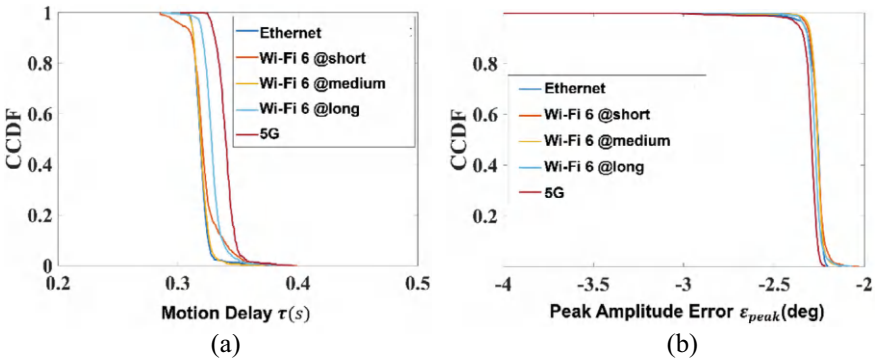 1
0.8
0.6
0.4
0.2
0
CCDF
Ethernet
Wi-Fi 6 @short
Wi-Fi 6 @medium
Wi-Fi 6 @long
5G
0.2
0.3
0.4
0.5
Motion Delay τ(s)
(a)
0.8
0.6
0.4
0.2
CCDF
Ethernet
Wi-Fi 6 @short
Wi-Fi 6 @medium
Wi-Fi 6 @long
5G
-4
-3.5
-3
-2.5
-2
Peak Amplitude Error ε_peak(deg)
(b)